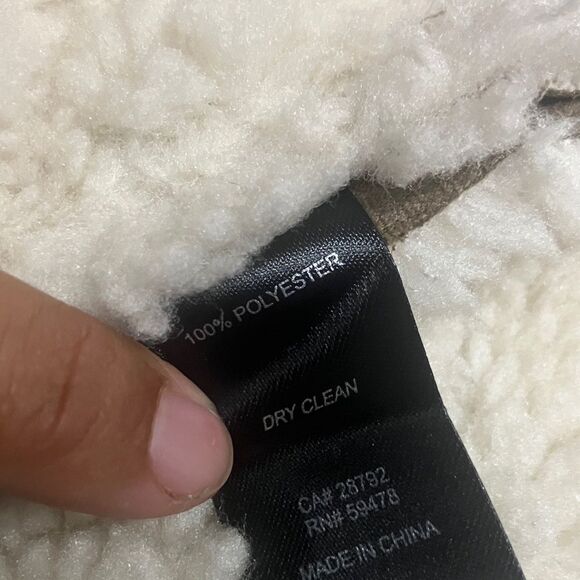 100% POLYESTER
DRY CLEAN
CA# 28792
RN# 59478
MADE IN CHINA